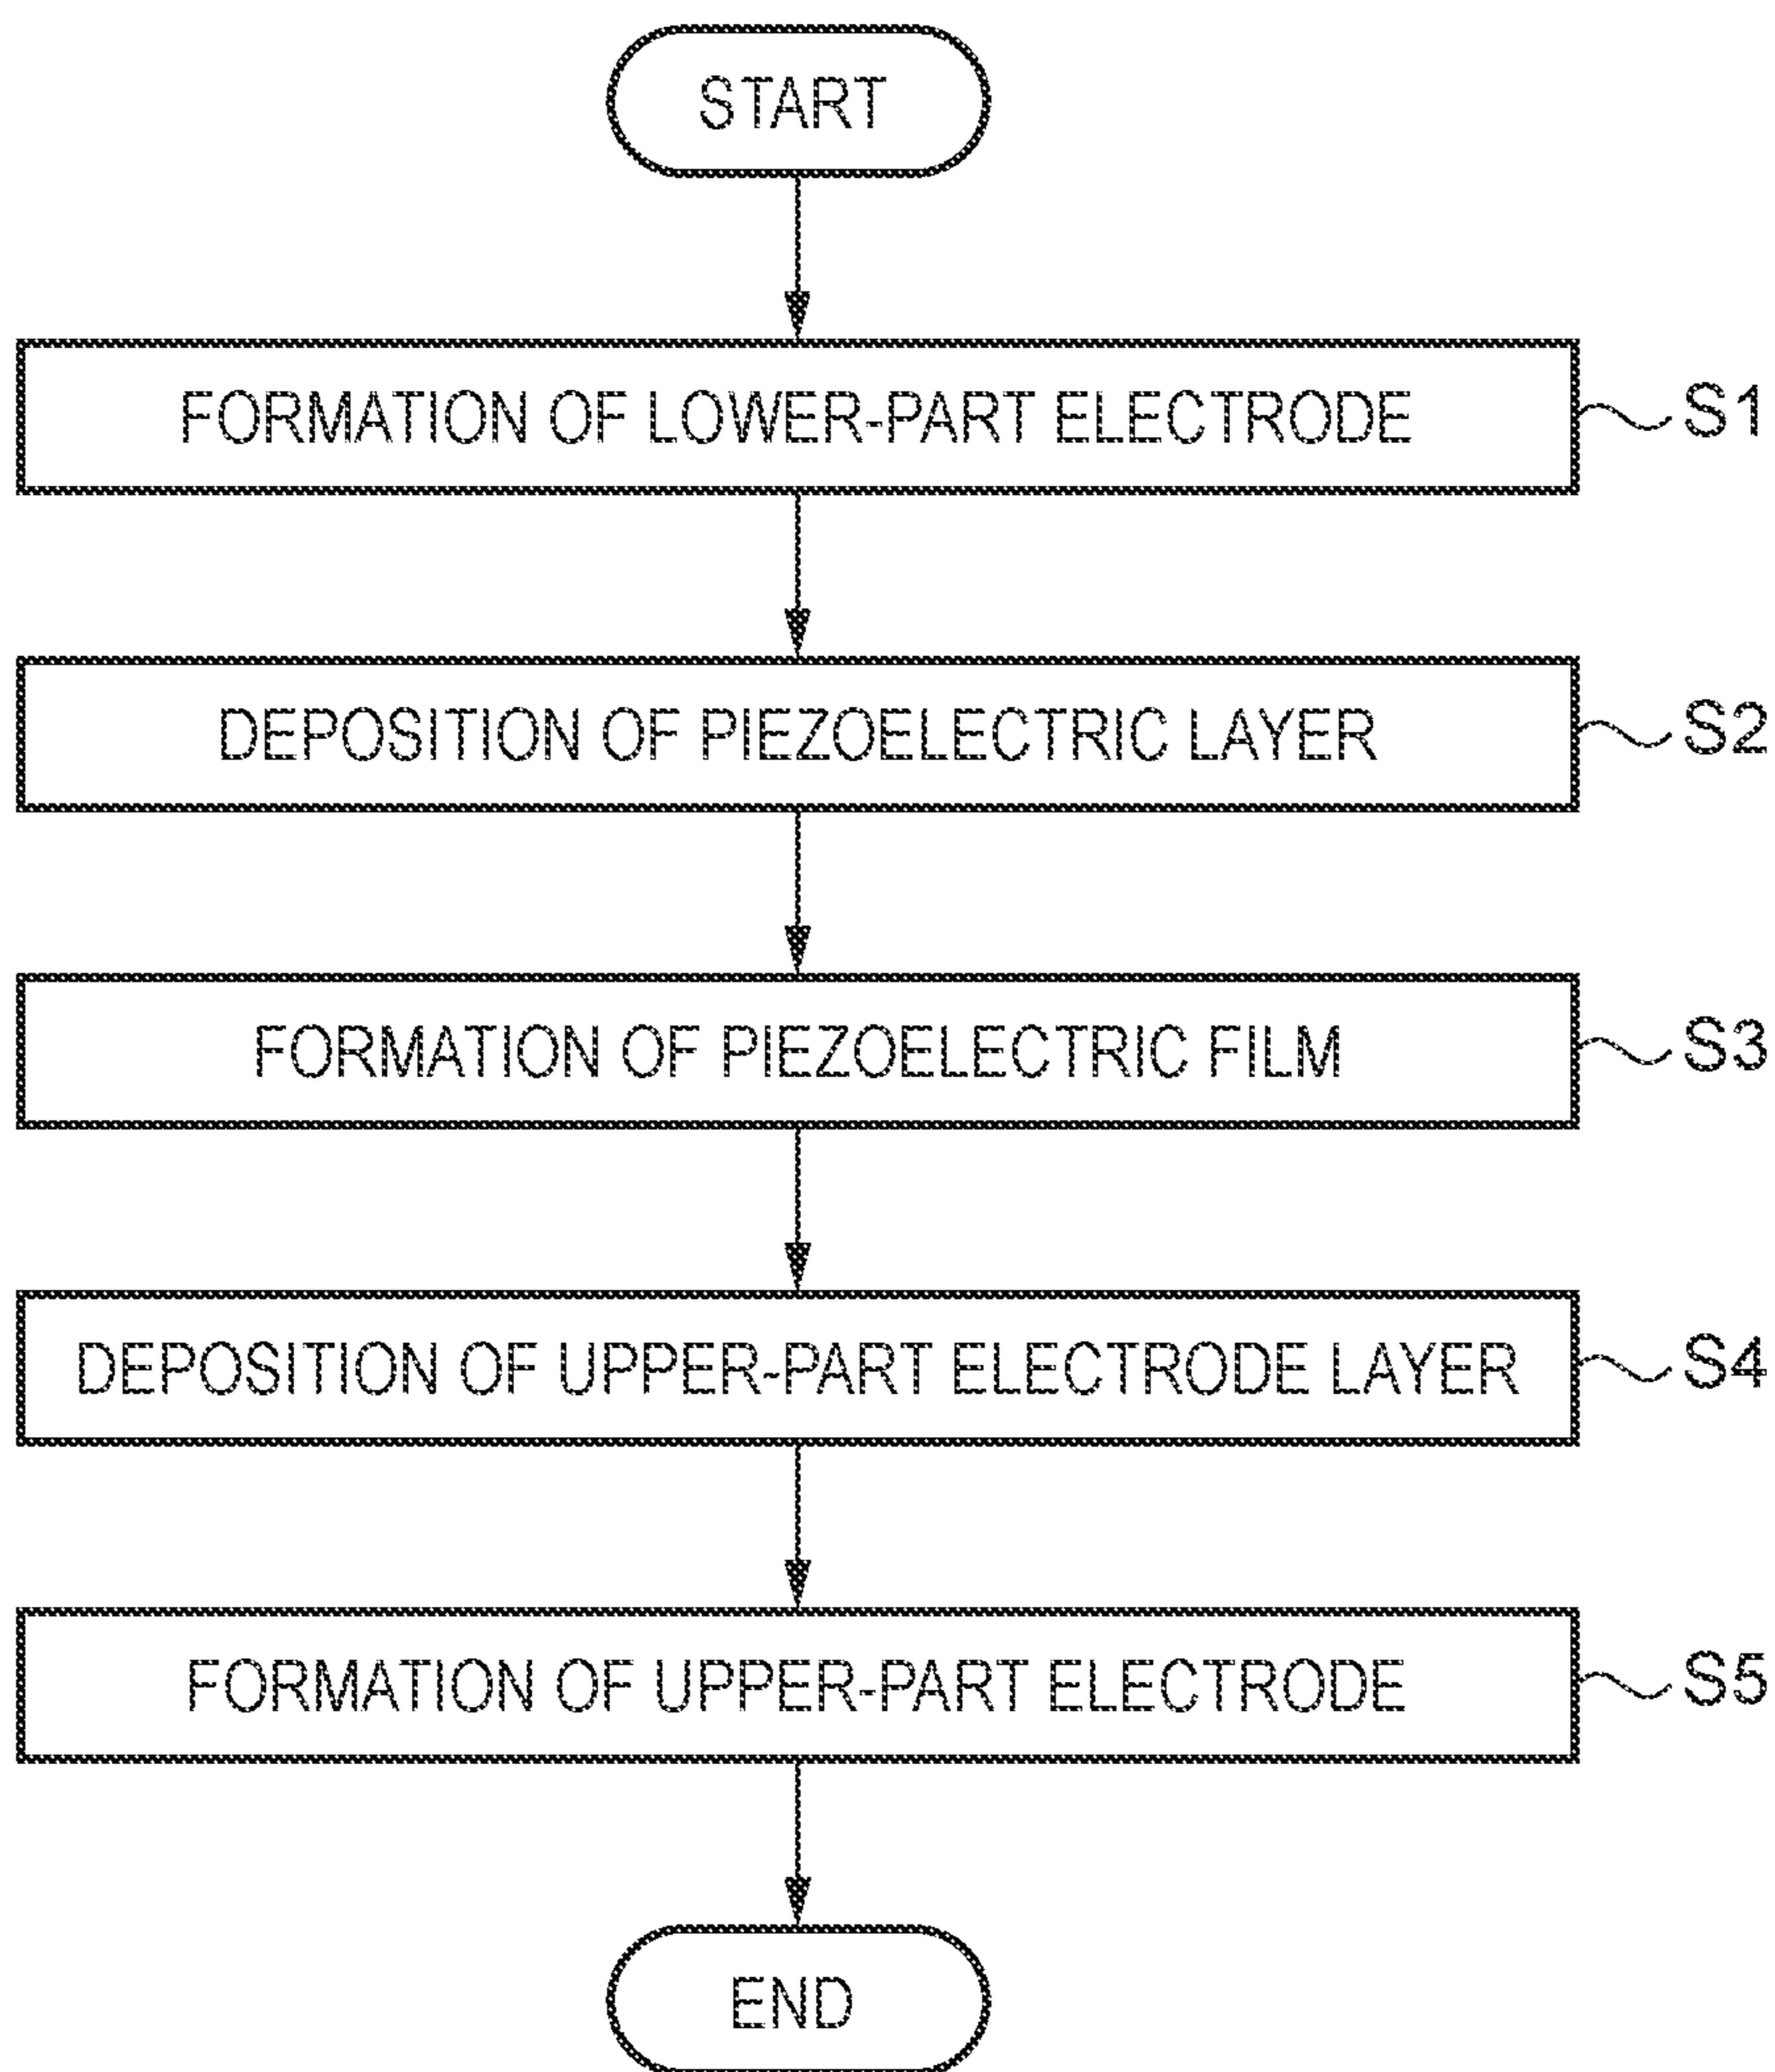 START
FORMATION OF LOWER-PART ELECTRODE
S1
DEPOSITION OF PIEZOELECTRIC LAYER
S2
FORMATION OF PIEZOELECTRIC FILM
S3
DEPOSITION OF UPPER-PART ELECTRODE LAYER
S4
FORMATION OF UPPER-PART ELECTRODE
S5
END